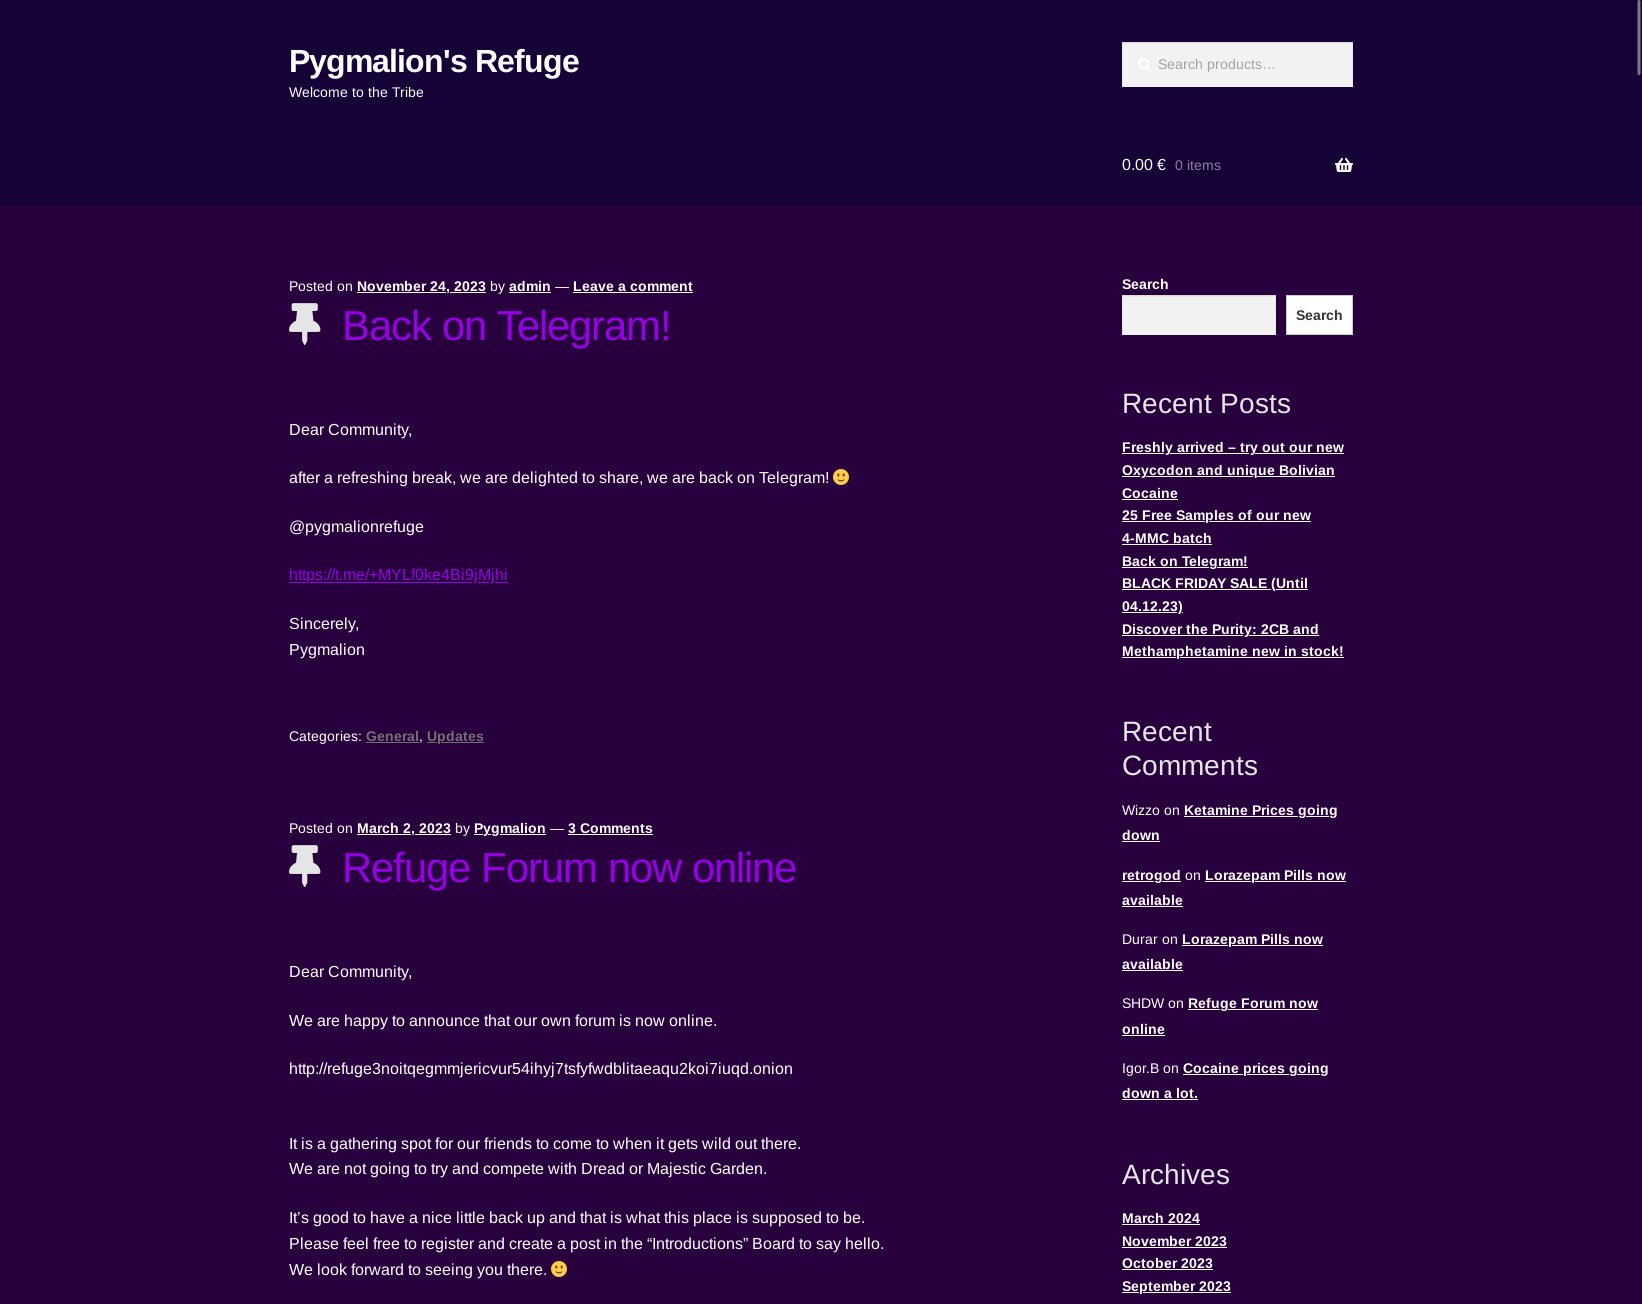 Pygmalion's Refuge
Welcome to the Tribe
Search products…
0.00 € 0 items
Posted on November 24, 2023 by admin — Leave a comment
Back on Telegram!
Dear Community,
after a refreshing break, we are delighted to share, we are back on Telegram! 🙂
@pygmalionrefuge
https://t.me/+MYLf0ke4Bi9jMjhi
Sincerely,
Pygmalion
Categories: General, Updates
Posted on March 2, 2023 by Pygmalion — 3 Comments
Refuge Forum now online
Dear Community,
We are happy to announce that our own forum is now online.
http://refuge3noitqegmmjericvur54ihyj7tsfyfwdblitaeaqu2koi7iuqd.onion
It is a gathering spot for our friends to come to when it gets wild out there.
We are not going to try and compete with Dread or Majestic Garden.
It’s good to have a nice little back up and that is what this place is supposed to be.
Please feel free to register and create a post in the “Introductions” Board to say hello.
We look forward to seeing you there. 🙂
Search
Search
Recent Posts
Freshly arrived – try out our new
Oxycodon and unique Bolivian
Cocaine
25 Free Samples of our new
4-MMC batch
Back on Telegram!
BLACK FRIDAY SALE (Until
04.12.23)
Discover the Purity: 2CB and
Methamphetamine new in stock!
Recent
Comments
Wizzo on Ketamine Prices going
down
retrogod on Lorazepam Pills now
available
Durar on Lorazepam Pills now
available
SHDW on Refuge Forum now
online
Igor.B on Cocaine prices going
down a lot.
Archives
March 2024
November 2023
October 2023
September 2023